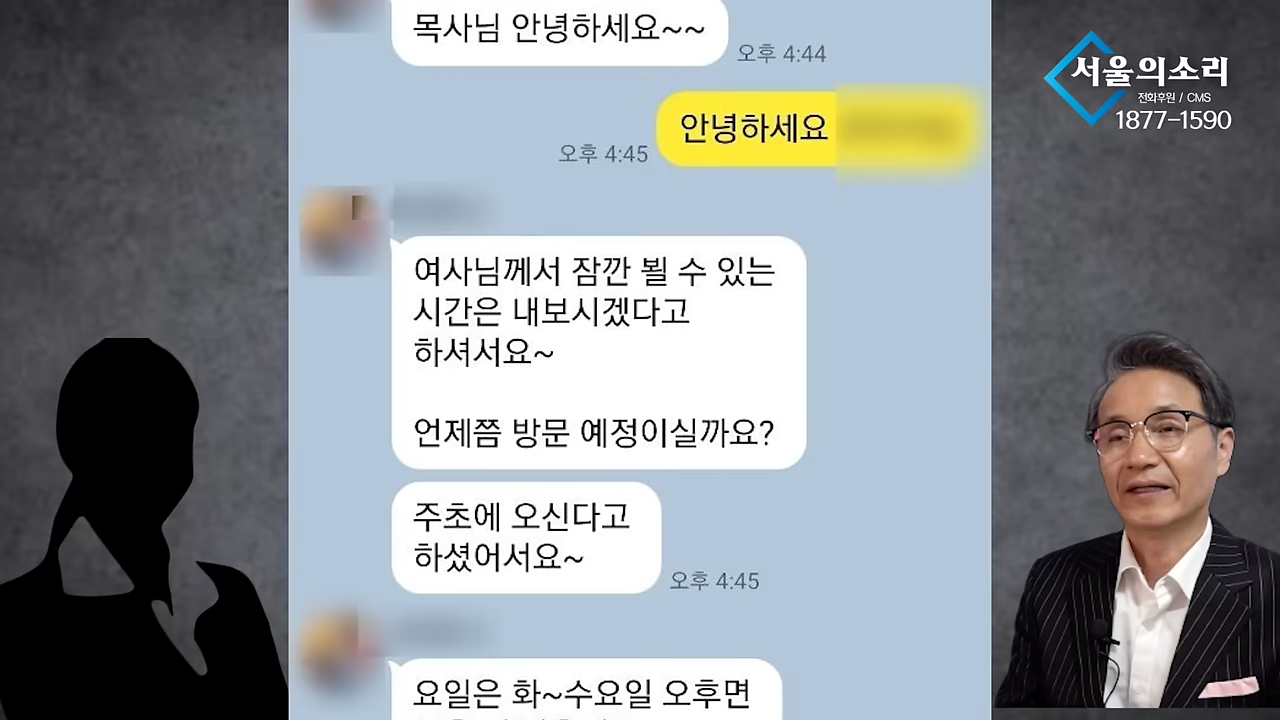 목사님 안녕하세요~~
오후 4:44
서울의소리
전화후원 / CMS
1877-1590
안녕하세요
오후 4:45
여사님께서 잠깐 뵐 수 있는
시간은 내보시겠다고
하셔서요~
언제쯤 방문 예정이실까요?
주초에 오신다고
하셨어서요~
오후 4:45
요일은 화~수요일 오후면